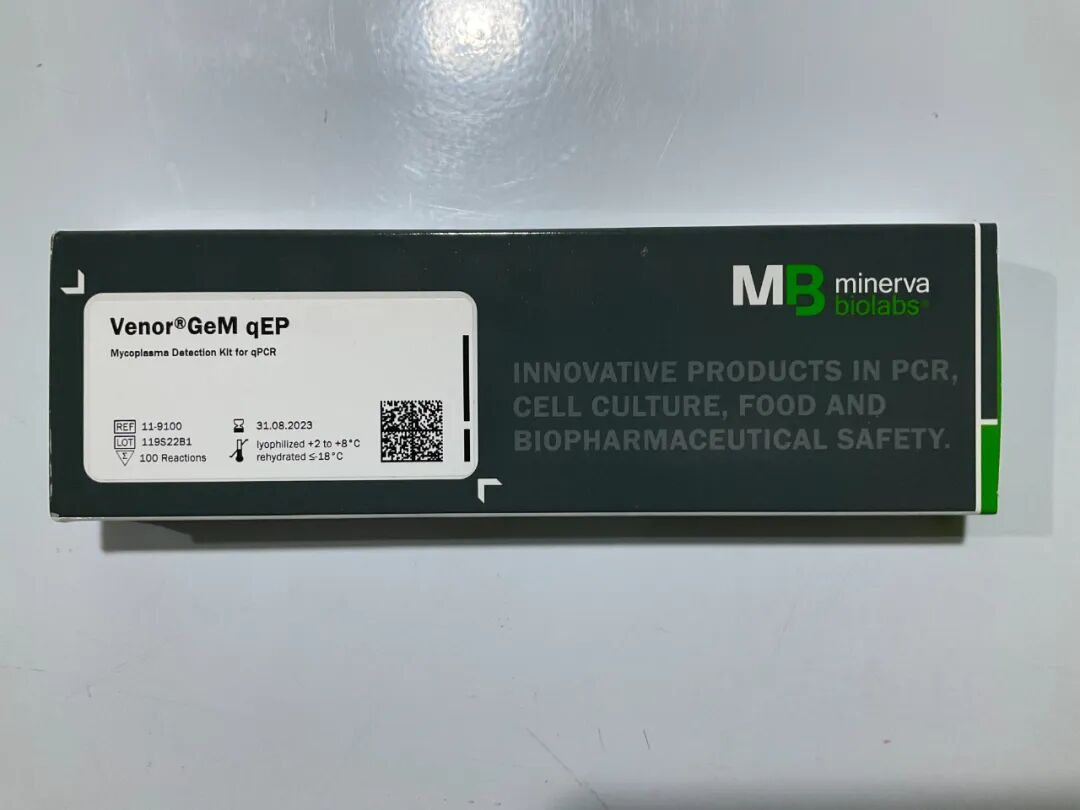 Venor®GeM qEP
Mycoplasma Detection Kit for qPCR
REF 11-9100
LOT 119S22B1
Σ 100 Reactions
31.08.2023
lyophilized +2 to +8°C
rehydrated ≤-18°C
MB minerva
biolabs®
INNOVATIVE PRODUCTS IN PCR,
CELL CULTURE, FOOD AND
BIOPHARMACEUTICAL SAFETY.